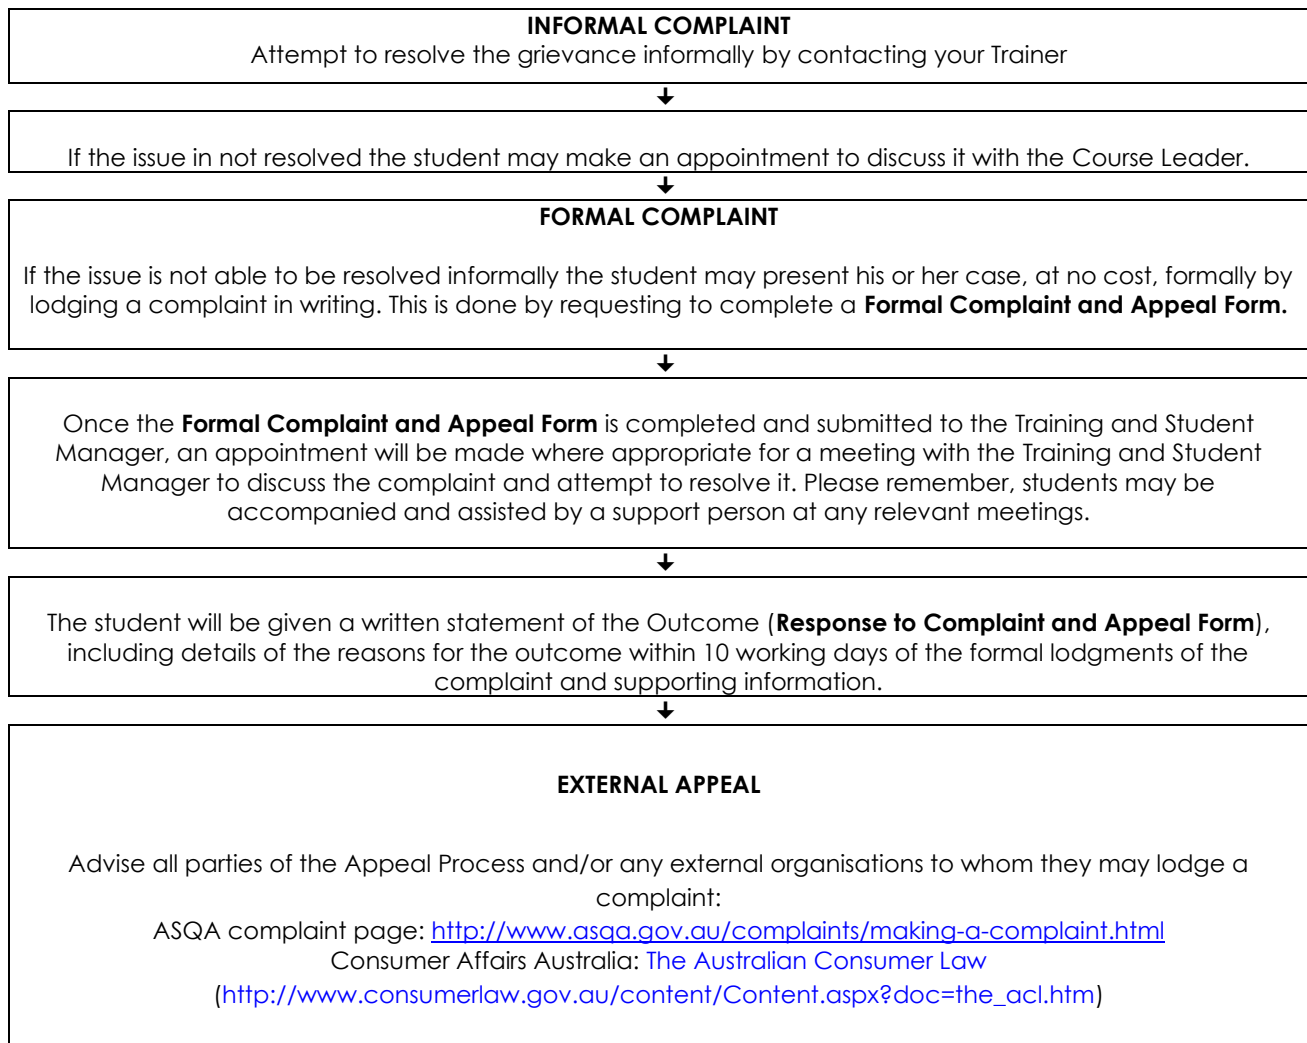 INFORMAL COMPLAINT
Attempt to resolve the grievance informally by contacting your Trainer
If the issue in not resolved the student may make an appointment to discuss it with the Course Leader.
FORMAL COMPLAINT
If the issue is not able to be resolved informally the student may present his or her case, at no cost, formally by
lodging a complaint in writing. This is done by requesting to complete a Formal Complaint and Appeal Form.
Once the Formal Complaint and Appeal Form is completed and submitted to the Training and Student
Manager, an appointment will be made where appropriate for a meeting with the Training and Student
Manager to discuss the complaint and attempt to resolve it. Please remember, students may be
accompanied and assisted by a support person at any relevant meetings.
The student will be given a written statement of the Outcome (Response to Complaint and Appeal Form),
including details of the reasons for the outcome within 10 working days of the formal lodgments of the
complaint and supporting information.
EXTERNAL APPEAL
Advise all parties of the Appeal Process and/or any external organisations to whom they may lodge a
complaint:
ASQA complaint page: http://www.asqa.gov.au/complaints/making-a-complaint.html
Consumer Affairs Australia: The Australian Consumer Law
(http://www.consumerlaw.gov.au/content/Content.aspx?doc=the_acl.htm)